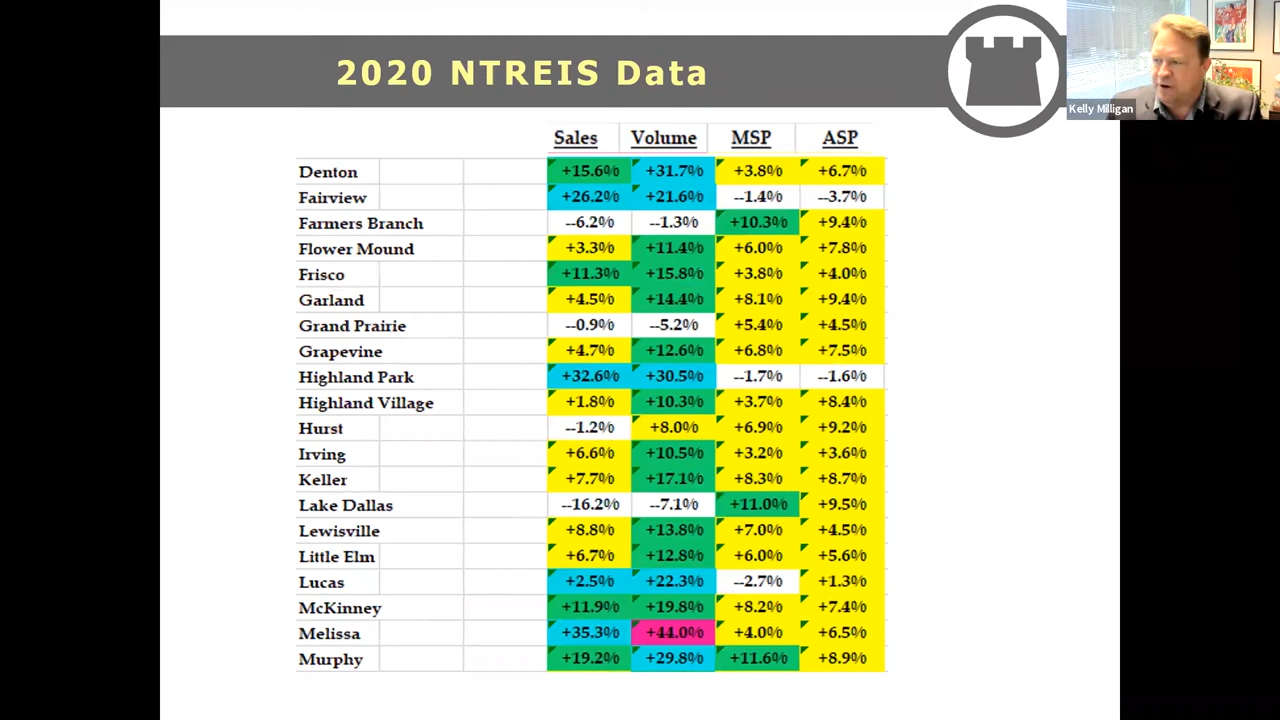 2020 NTREIS Data
Kelly Milligan
Sales Volume MSP ASP
Denton +15.6% +31.7% +3.8% +6.7%
Fairview +26.2% +21.6% --1.4% --3.7%
Farmers Branch --6.2% --1.3% +10.3% +9.4%
Flower Mound +3.3% +11.4% +6.0% +7.8%
Frisco +11.3% +15.8% +3.8% +4.0%
Garland +4.5% +14.4% +8.1% +9.4%
Grand Prairie --0.9% --5.2% +5.4% +4.5%
Grapevine +4.7% +12.6% +6.8% +7.5%
Highland Park +32.6% +30.5% --1.7% --1.6%
Highland Village +1.8% +10.3% +3.7% +8.4%
Hurst --1.2% +8.0% +6.9% +9.2%
Irving +6.6% +10.5% +3.2% +3.6%
Keller +7.7% +17.1% +8.3% +8.7%
Lake Dallas --16.2% --7.1% +11.0% +9.5%
Lewisville +8.8% +13.8% +7.0% +4.5%
Little Elm +6.7% +12.8% +6.0% +5.6%
Lucas +2.5% +22.3% --2.7% +1.3%
McKinney +11.9% +19.8% +8.2% +7.4%
Melissa +35.3% +44.0% +4.0% +6.5%
Murphy +19.2% +29.8% +11.6% +8.9%